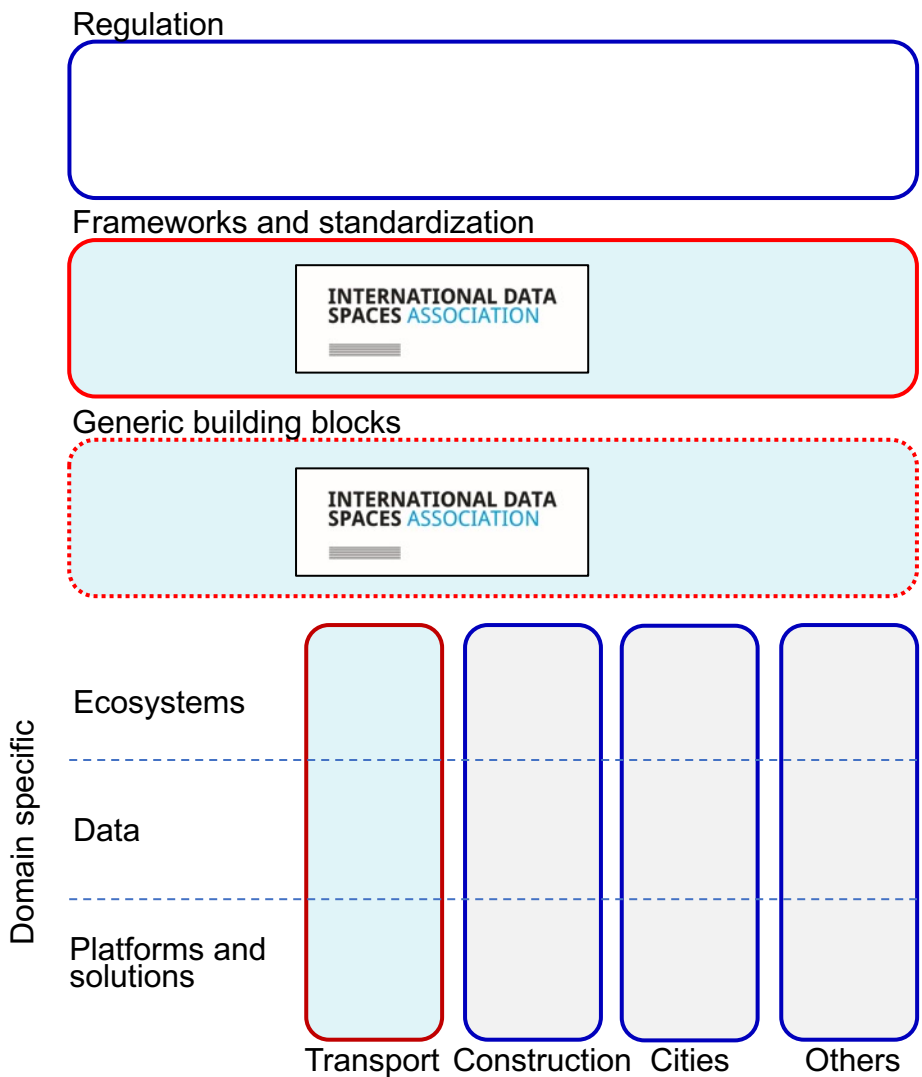 Regulation
Frameworks and standardization
INTERNATIONAL DATA
SPACES ASSOCIATION
Generic building blocks
INTERNATIONAL DATA
SPACES ASSOCIATION
Domain specific
Ecosystems
Data
Platforms and
solutions
Transport Construction Cities Others